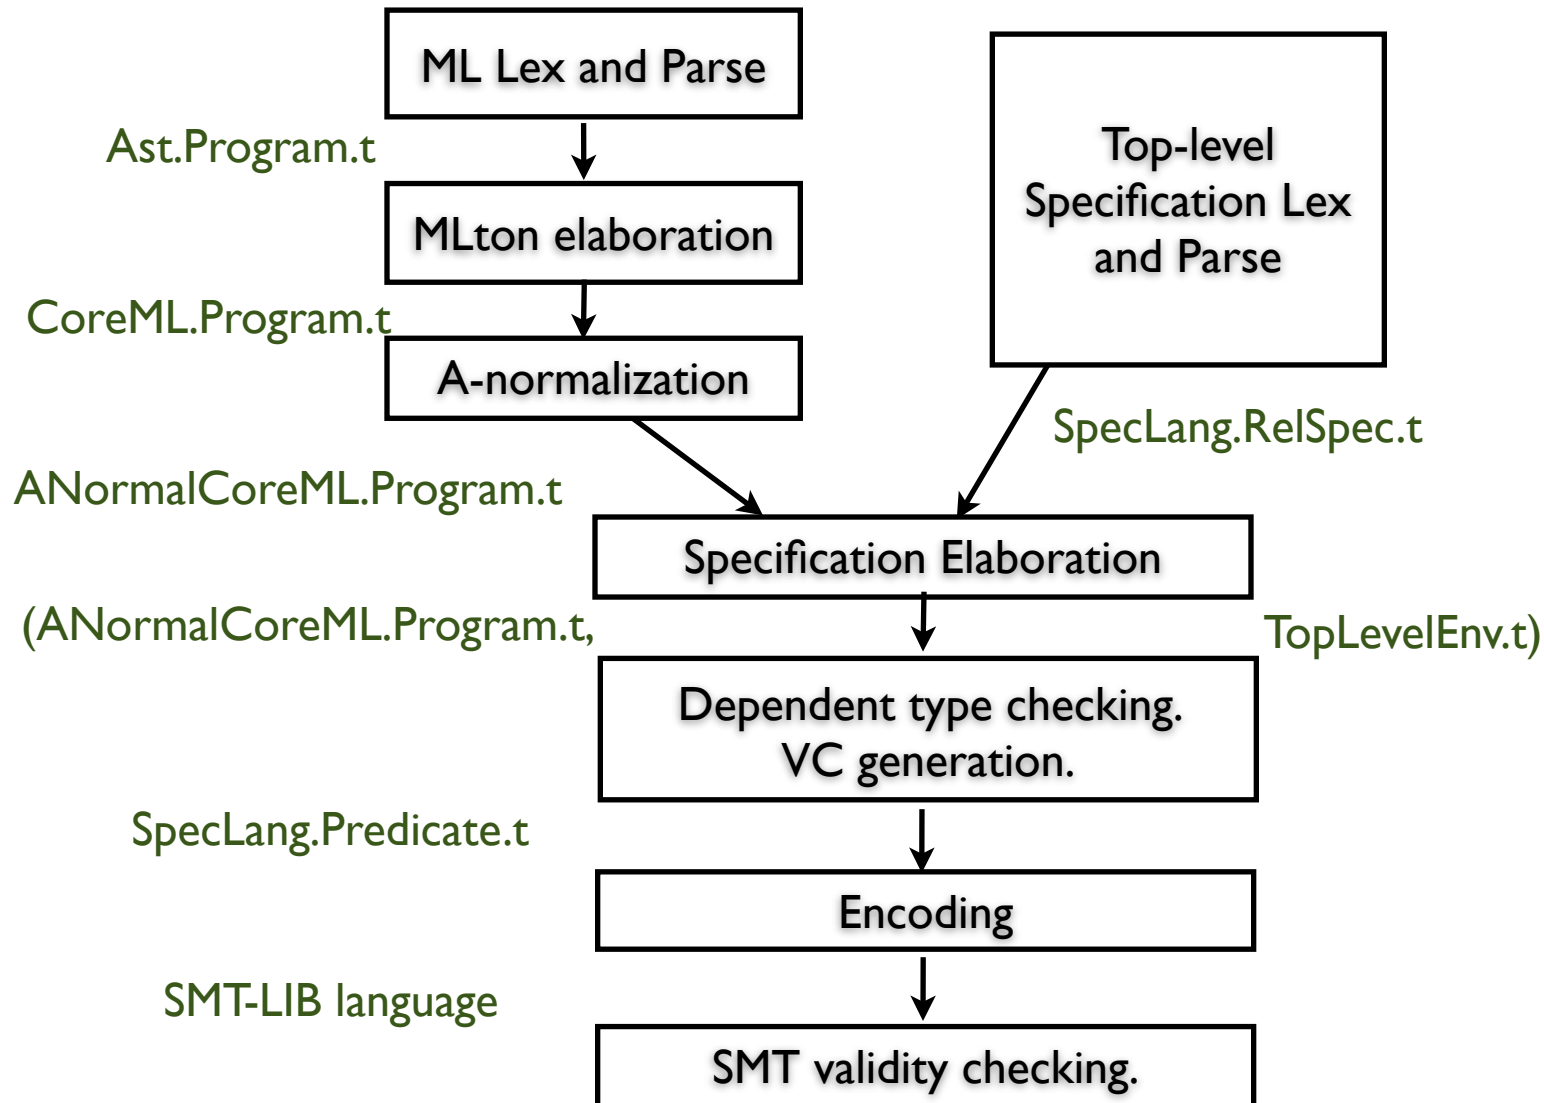 ML Lex and Parse
Ast.Program.t
MLton elaboration
CoreML.Program.t
A-normalization
Top-level
Specification Lex
and Parse
SpecLang.RelSpec.t
ANormalCoreML.Program.t
Specification Elaboration
(ANormalCoreML.Program.t,
TopLevelEnv.t)
Dependent type checking.
VC generation.
SpecLang.Predicate.t
Encoding
SMT-LIB language
SMT validity checking.